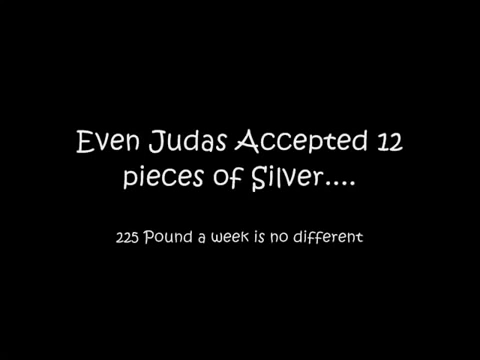 Even Judas Accepted 12
pieces of Silver....
225 Pound a week is no different